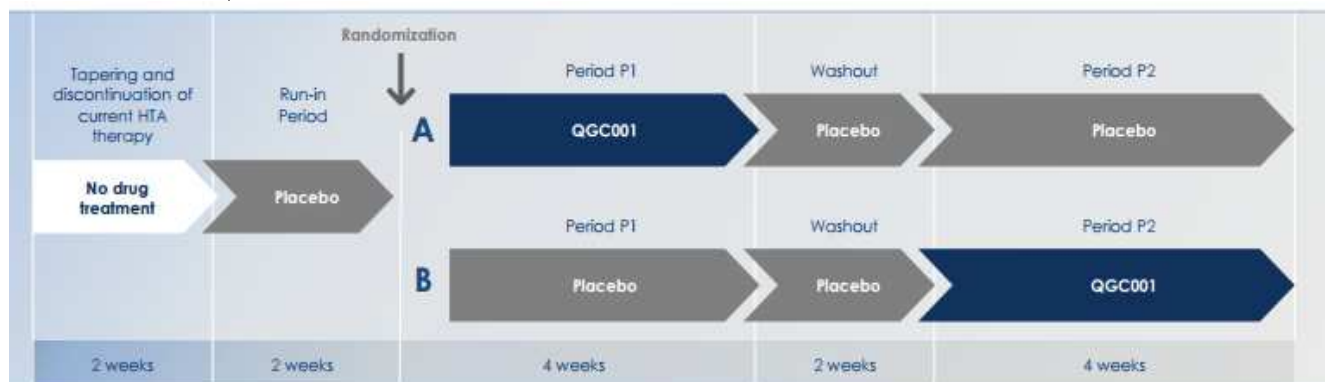 Randomization
Tapering and
discontinuation of
current HTA
therapy
Run-in
Period
No drug
treatment
Placebo
A
Period P1
Washout
Period P2
QGC001
Placebo
Placebo
B
Period P1
Washout
Period P2
Placebo
Placebo
QGC001
2 weeks
2 weeks
4 weeks
2 weeks
4 weeks